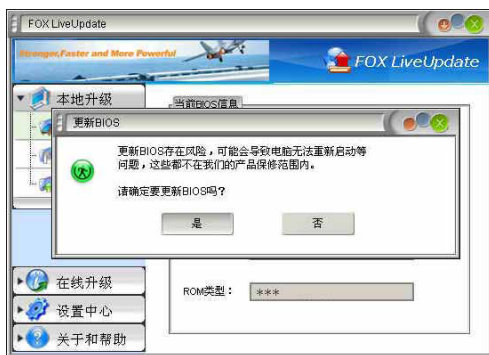 FOX LiveUpdate
Stronger,Faster and More Powerful
FOX LiveUpdate
本地升级
当前BIOS信息
更新BIOS
更新BIOS存在风险，可能会导致电脑无法重新启动等
问题，这些都不在我们的产品保修范围内。
请确定要更新BIOS吗？
是
否
在线升级
ROM类型：
***
设置中心
关于和帮助